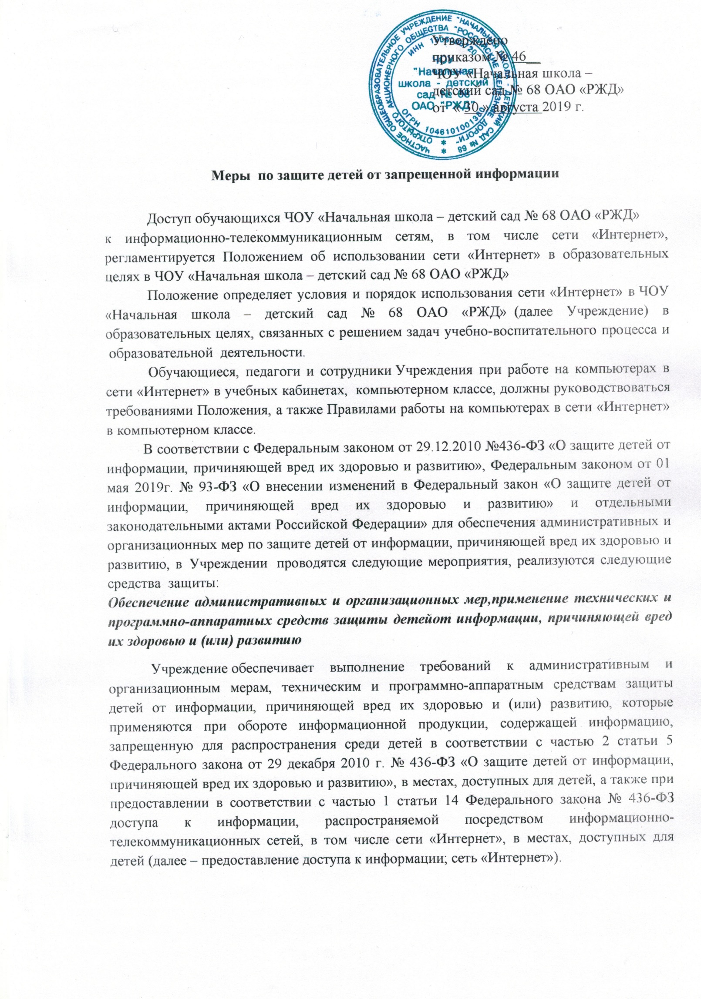 Утверждено
приказом № 46__
ЧОУ «Начальная школа –
детский сад № 68 ОАО «РЖД»
от « 30 » августа 2019 г.
ЧАСТНОЕ ОБЩЕОБРАЗОВАТЕЛЬНОЕ УЧРЕЖДЕНИЕ "НАЧАЛЬНАЯ ШКОЛА - ДЕТСКИЙ САД № 68
ОТКРЫТОГО АКЦИОНЕРНОГО ОБЩЕСТВА "РОССИЙСКИЕ ЖЕЛЕЗНЫЕ ДОРОГИ"
ИНН
ОГРН 1046101001380
ЧОУ
"Начальная
школа - детский
сад № 68
ОАО "РЖД"
Меры по защите детей от запрещенной информации
Доступ обучающихся ЧОУ «Начальная школа – детский сад № 68 ОАО «РЖД»
к информационно-телекоммуникационным сетям, в том числе сети «Интернет»,
регламентируется Положением об использовании сети «Интернет» в образовательных
целях в ЧОУ «Начальная школа – детский сад № 68 ОАО «РЖД»
Положение определяет условия и порядок использования сети «Интернет» в ЧОУ
«Начальная школа – детский сад № 68 ОАО «РЖД» (далее Учреждение) в
образовательных целях, связанных с решением задач учебно-воспитательного процесса и
образовательной деятельности.
Обучающиеся, педагоги и сотрудники Учреждения при работе на компьютерах в
сети «Интернет» в учебных кабинетах, компьютерном классе, должны руководствоваться
требованиями Положения, а также Правилами работы на компьютерах в сети «Интернет»
в компьютерном классе.
В соответствии с Федеральным законом от 29.12.2010 №436-ФЗ «О защите детей от
информации, причиняющей вред их здоровью и развитию», Федеральным законом от 01
мая 2019г. № 93-ФЗ «О внесении изменений в Федеральный закон «О защите детей от
информации, причиняющей вред их здоровью и развитию» и отдельными
законодательными актами Российской Федерации» для обеспечения административных и
организационных мер по защите детей от информации, причиняющей вред их здоровью и
развитию, в Учреждении проводятся следующие мероприятия, реализуются следующие
средства защиты:
Обеспечение административных и организационных мер,применение технических и
программно-аппаратных средств защиты детейот информации, причиняющей вред
их здоровью и (или) развитию
Учреждение обеспечивает выполнение требований к административным и
организационным мерам, техническим и программно-аппаратным средствам защиты
детей от информации, причиняющей вред их здоровью и (или) развитию, которые
применяются при обороте информационной продукции, содержащей информацию,
запрещенную для распространения среди детей в соответствии с частью 2 статьи 5
Федерального закона от 29 декабря 2010 г. № 436-ФЗ «О защите детей от информации,
причиняющей вред их здоровью и развитию», в местах, доступных для детей, а также при
предоставлении в соответствии с частью 1 статьи 14 Федерального закона № 436-ФЗ
доступа к информации, распространяемой посредством информационно-
телекоммуникационных сетей, в том числе сети «Интернет», в местах, доступных для
детей (далее – предоставление доступа к информации; сеть «Интернет»).